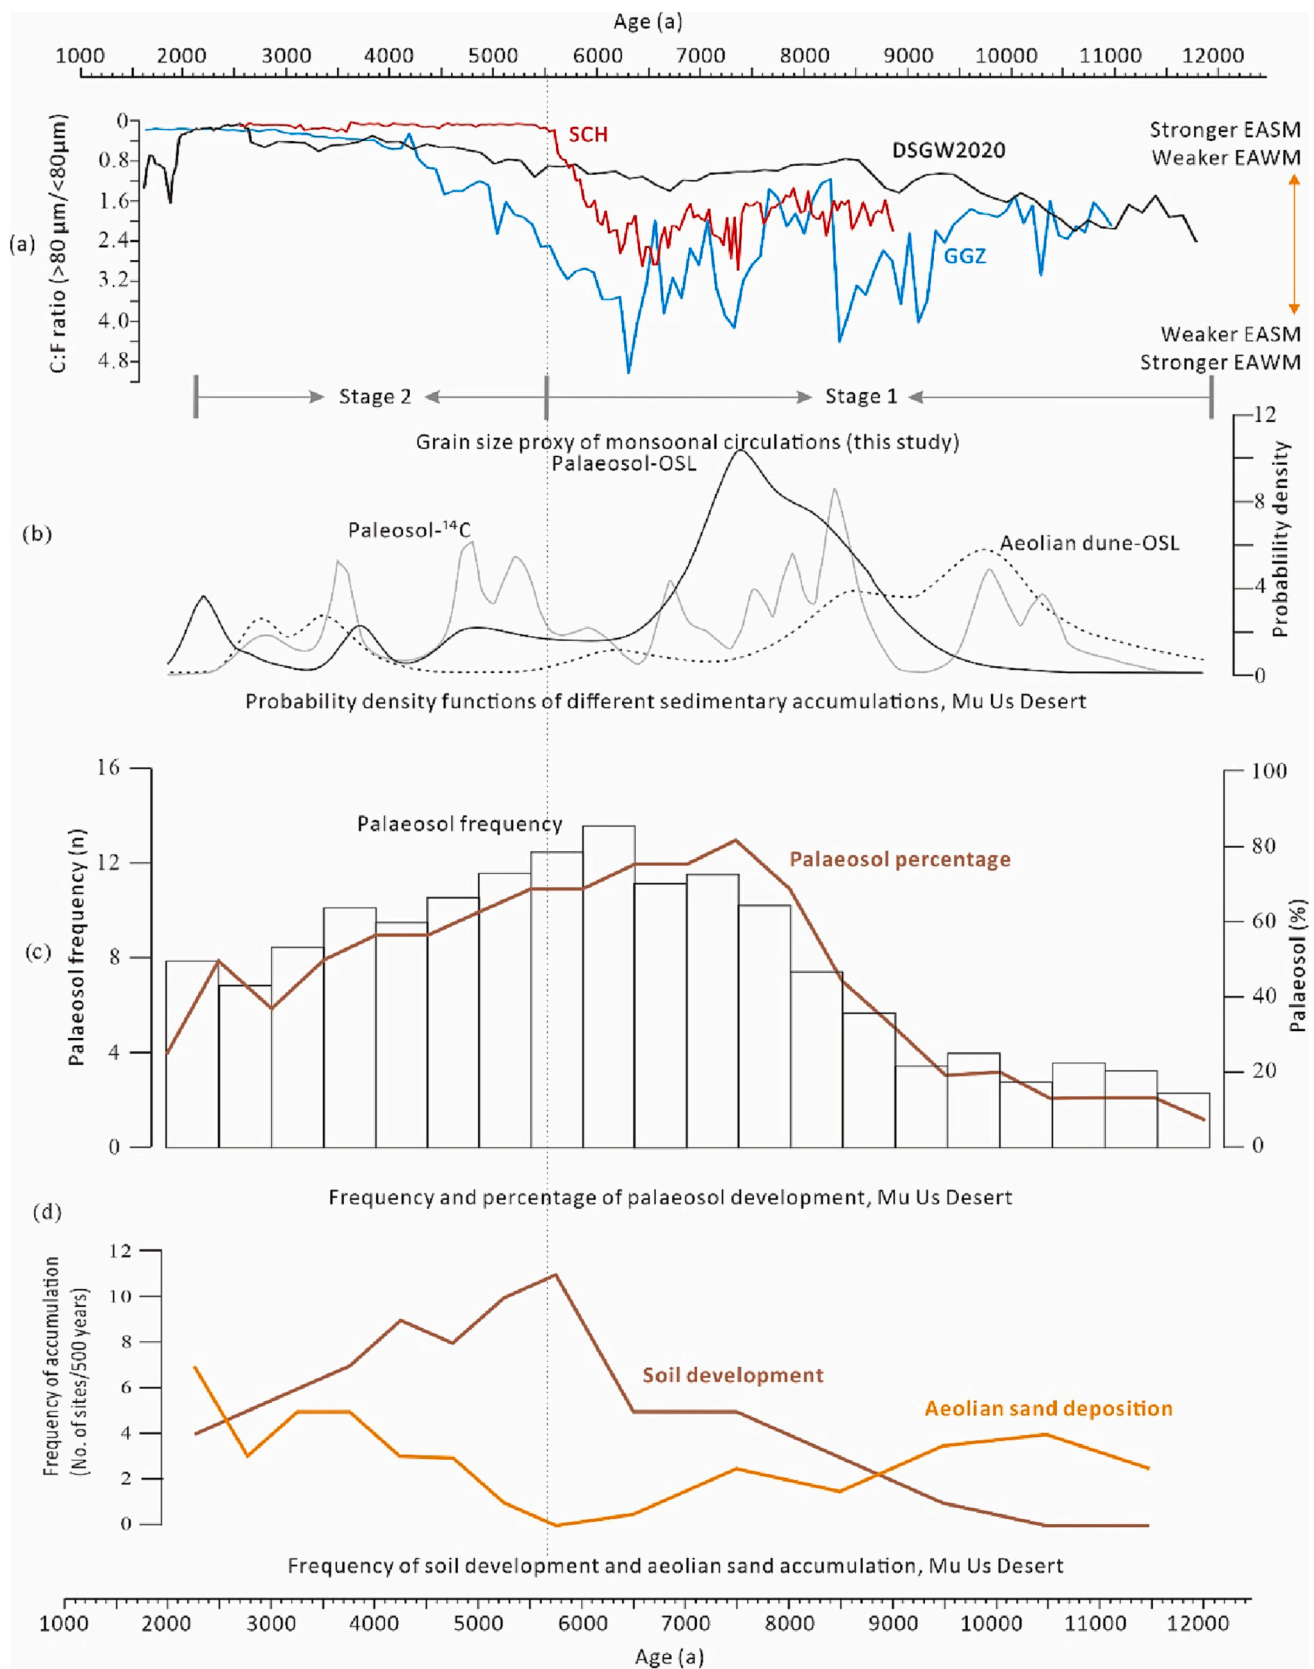 Age (a)
1000 2000 3000 4000 5000 6000 7000 8000 9000 10000 11000 12000
(a)
C:F ratio (>80 μm/<80μm)
0
0.8
1.6
2.4
3.2
4.0
4.8
SCH
DSGW2020
GGZ
Stronger EASM
Weaker EAWM
Weaker EASM
Stronger EAWM
Stage 2
Stage 1
Grain size proxy of monsoonal circulations (this study)
(b)
Palaeosol-OSL
Paleosol-¹⁴C
Aeolian dune-OSL
12
8
4
0
Probablility density
Probability density functions of different sedimentary accumulations, Mu Us Desert
(c)
Palaeosol frequency (n)
16
12
8
4
0
Palaeosol frequency
Palaeosol percentage
100
80
60
40
20
0
Palaeosol (%)
Frequency and percentage of palaeosol development, Mu Us Desert
(d)
Frequency of accumulation
(No. of sites/500 years)
12
10
8
6
4
2
0
Soil development
Aeolian sand deposition
Frequency of soil development and aeolian sand accumulation, Mu Us Desert
1000 2000 3000 4000 5000 6000 7000 8000 9000 10000 11000 12000
Age (a)